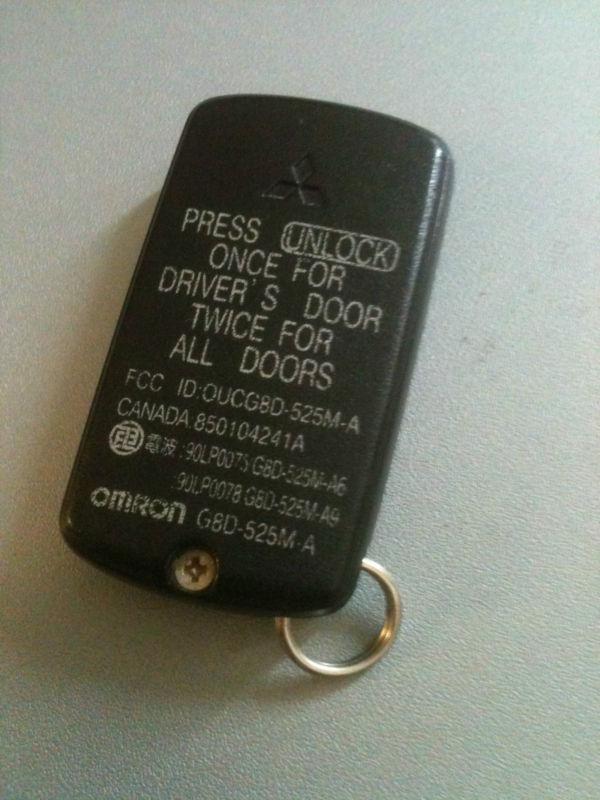 PRESS UNLOCK
ONCE FOR
DRIVER'S DOOR
TWICE FOR
ALL DOORS
FCC ID:OUCG8D-525M-A
CANADA:850104241A
電波:90LP0075 G8D-525M-A6
:90LP0078 G8D-525M-A9
omron G8D-525M-A